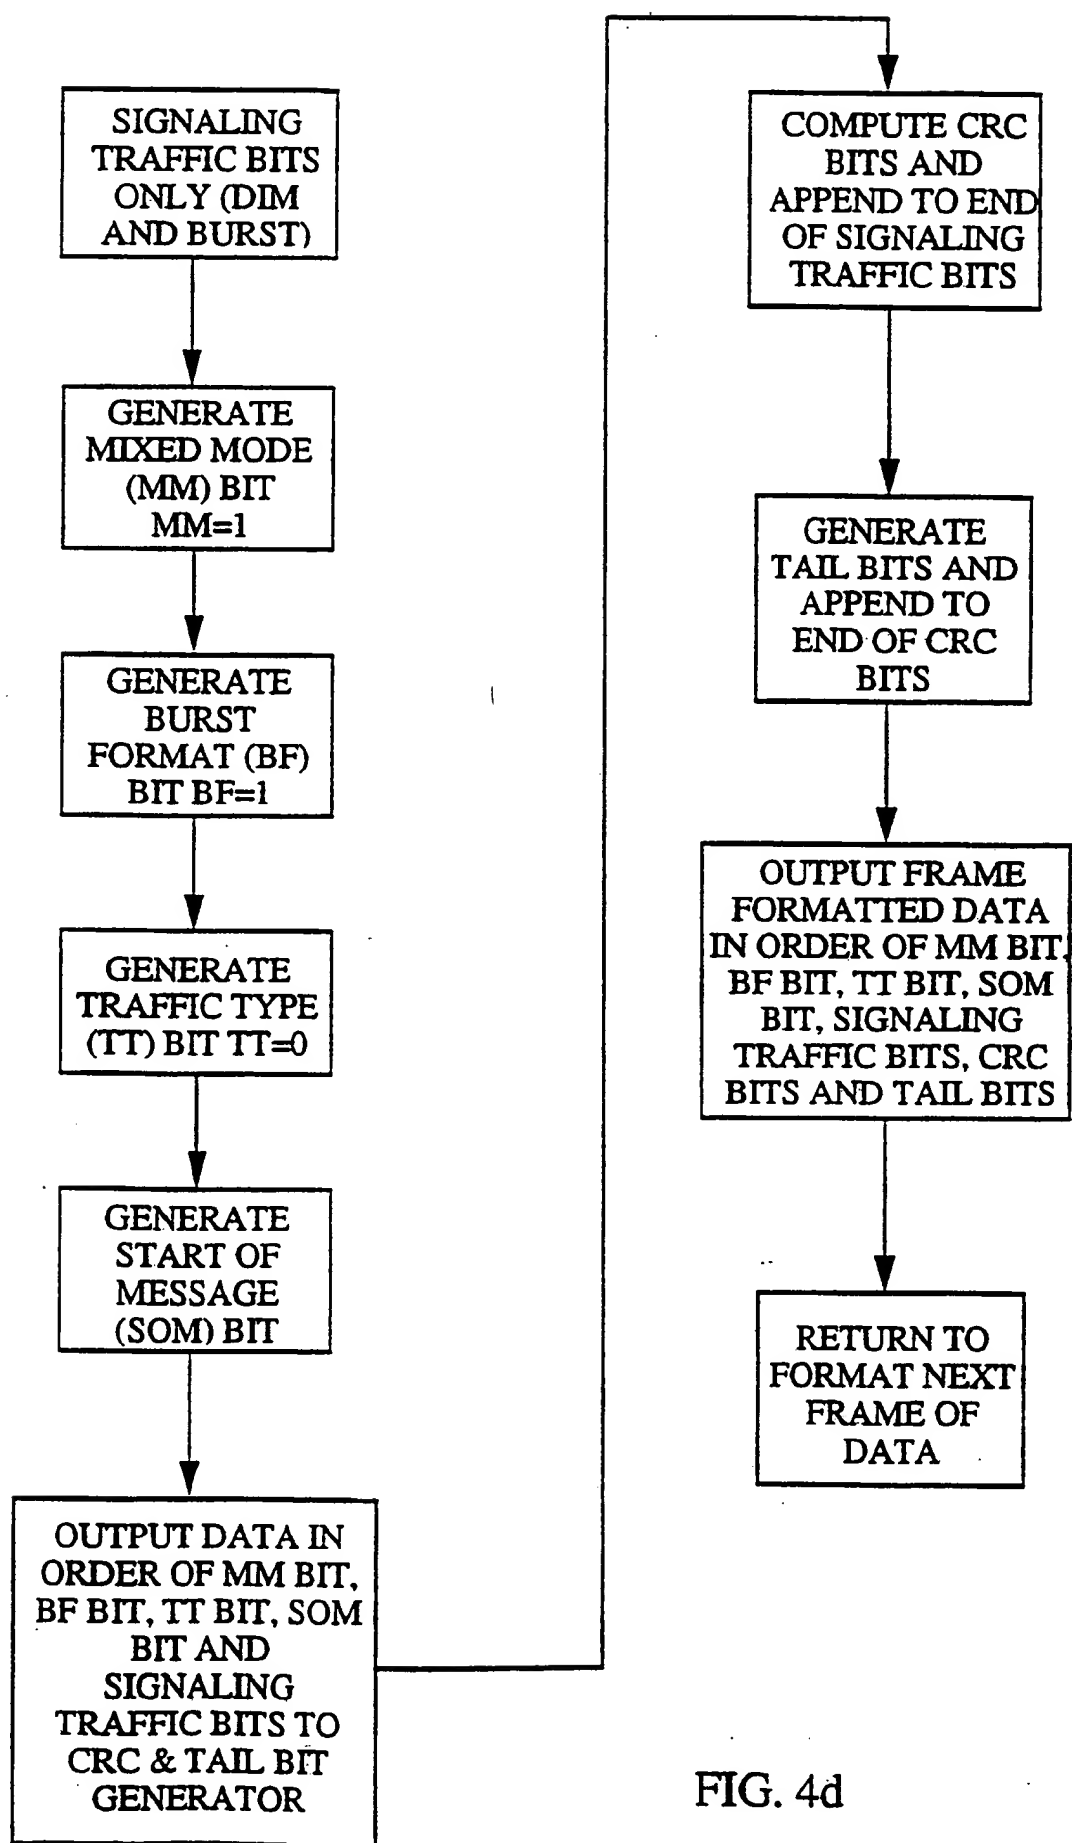 SIGNALING
TRAFFIC BITS
ONLY (DIM
AND BURST)
GENERATE
MIXED MODE
(MM) BIT
MM=1
GENERATE
BURST
FORMAT (BF)
BIT BF=1
GENERATE
TRAFFIC TYPE
(TT) BIT TT=0
GENERATE
START OF
MESSAGE
(SOM) BIT
OUTPUT DATA IN
ORDER OF MM BIT,
BF BIT, TT BIT, SOM
BIT AND
SIGNALING
TRAFFIC BITS TO
CRC & TAIL BIT
GENERATOR
COMPUTE CRC
BITS AND
APPEND TO END
OF SIGNALING
TRAFFIC BITS
GENERATE
TAIL BITS AND
APPEND TO
END OF CRC
BITS
OUTPUT FRAME
FORMATTED DATA
IN ORDER OF MM BIT,
BF BIT, TT BIT, SOM
BIT, SIGNALING
TRAFFIC BITS, CRC
BITS AND TAIL BITS
RETURN TO
FORMAT NEXT
FRAME OF
DATA
FIG. 4d